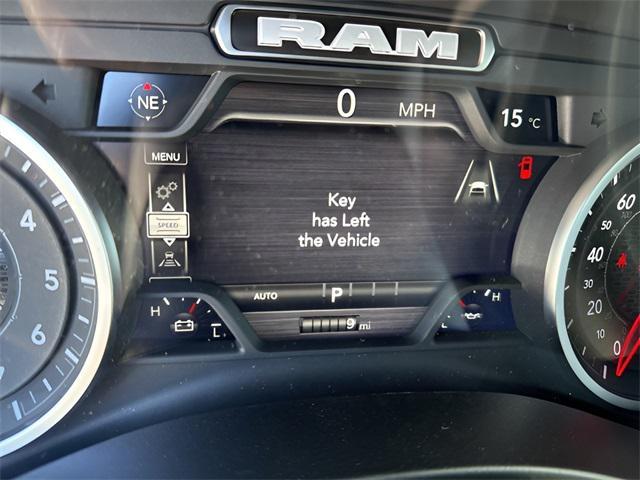 RAM
NE
0 MPH
15 °C
MENU
Key
has Left
the Vehicle
SPEED
AUTO
P
H
L
H
L
9 mi
4
5
6
60
50
40
30
20
10
0